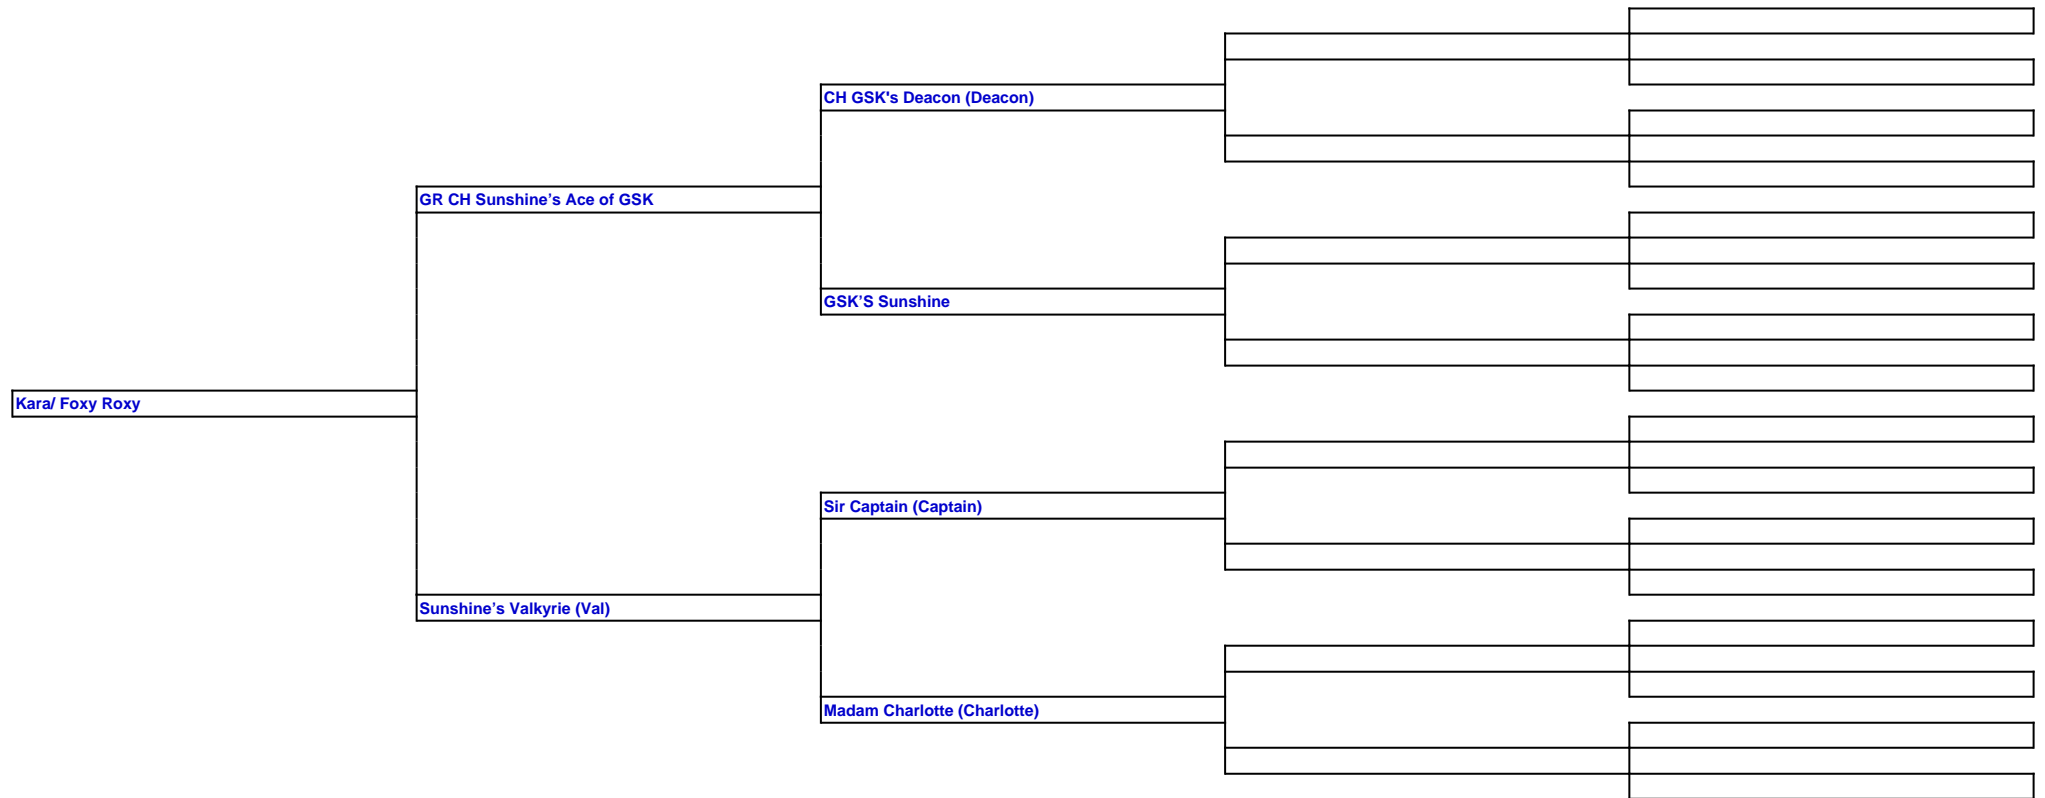 CH GSK's Deacon (Deacon)
GR CH Sunshine’s Ace of GSK
GSK’S Sunshine
Kara/ Foxy Roxy
Sir Captain (Captain)
Sunshine’s Valkyrie (Val)
Madam Charlotte (Charlotte)